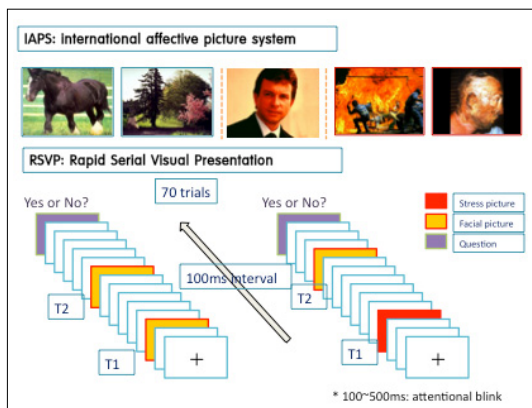 IAPS: international affective picture system
RSVP: Rapid Serial Visual Presentation
70 trials
Yes or No?
Yes or No?
Stress picture
Facial picture
Question
100ms interval
T2
T2
T1
T1
+
+
* 100~500ms: attentional blink